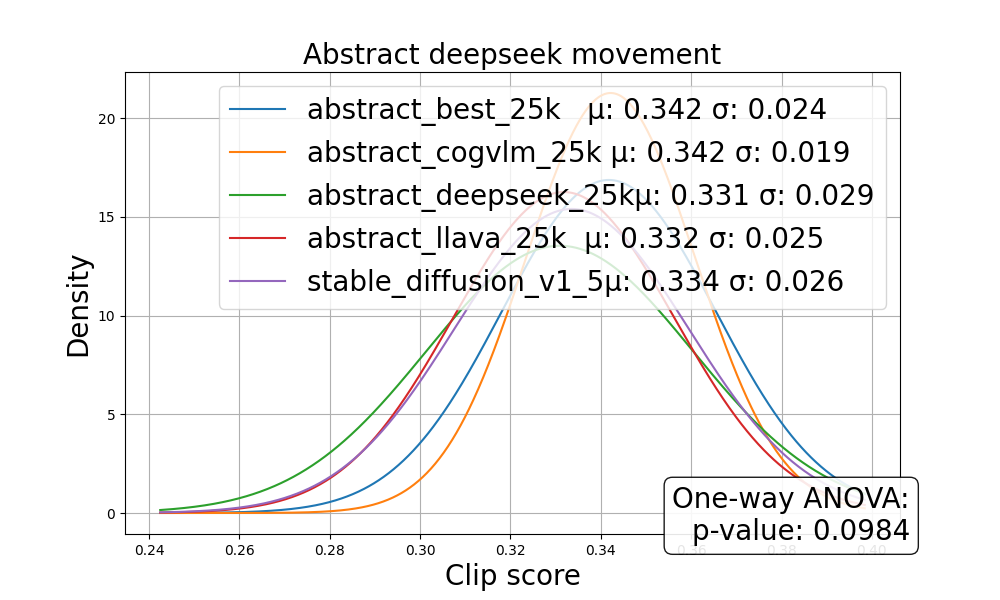 Abstract deepseek movement
abstract_best_25k μ: 0.342 σ: 0.024
abstract_cogvlm_25k μ: 0.342 σ: 0.019
abstract_deepseek_25kμ: 0.331 σ: 0.029
abstract_llava_25k μ: 0.332 σ: 0.025
stable_diffusion_v1_5μ: 0.334 σ: 0.026
Density
20
15
10
5
0
One-way ANOVA:
p-value: 0.0984
0.24 0.26 0.28 0.30 0.32 0.34 0.36 0.38 0.40
Clip score